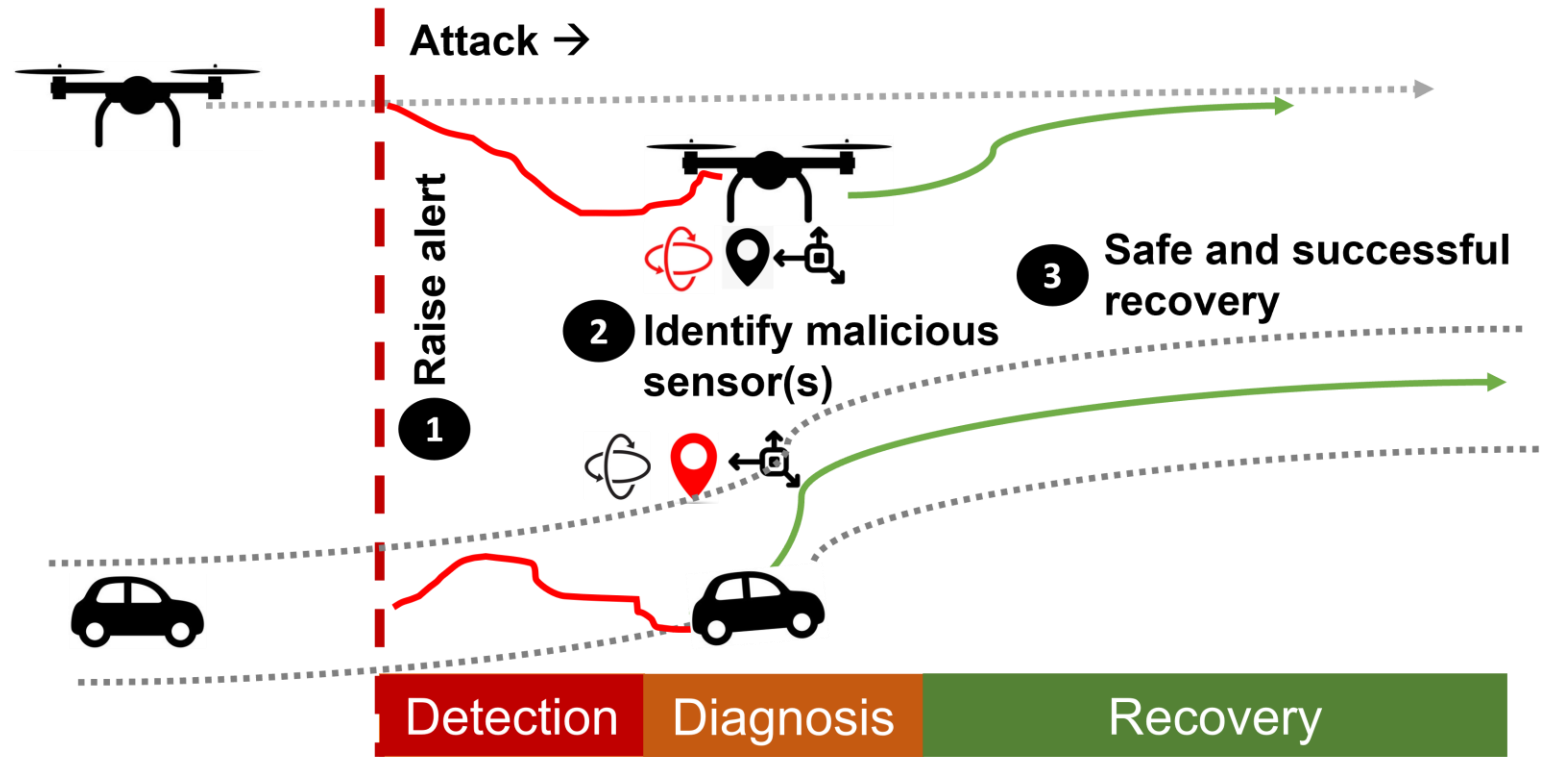 Attack →
1
Raise alert
2
Identify malicious
sensor(s)
3
Safe and successful
recovery
Detection
Diagnosis
Recovery